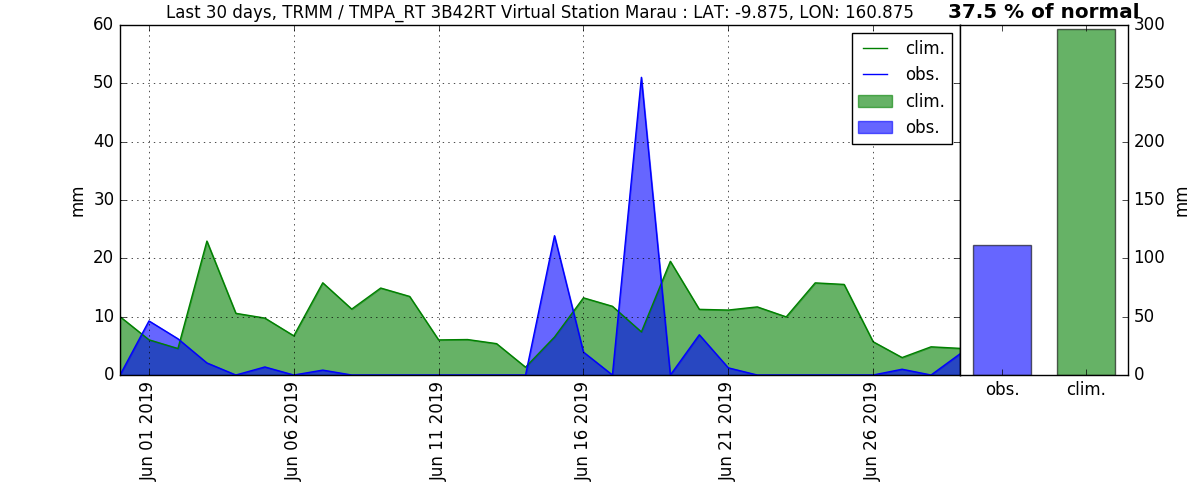 Last 30 days, TRMM / TMPA_RT 3B42RT Virtual Station Marau : LAT: -9.875, LON: 160.875
37.5 % of normal
60
50
40
30
20
10
0
mm
clim.
obs.
clim.
obs.
Jun 01 2019
Jun 06 2019
Jun 11 2019
Jun 16 2019
Jun 21 2019
Jun 26 2019
300
250
200
150
100
50
0
mm
obs.
clim.